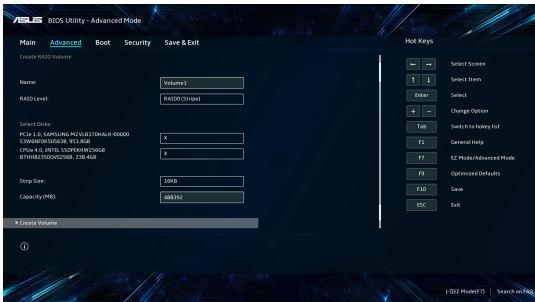 ASUS BIOS Utility - Advanced Mode
Main Advanced Boot Security Save & Exit
Hot Keys
Create RAID Volume
Name: Volume1
RAID Level: RAID0 (Stripe)
Select Disks:
PCIe 1.0, SAMSUNG MZVLB1T0HALR-00000
S3W6NF0K505638, 953.8GB X
CPUa 4.0, INTEL SSDPEKKW256G8
BTHH82350QVE256B, 238.4GB X
Strip Size: 16KB
Capacity (MB): 488392
Create Volume
← → Select Screen
↑ ↓ Select Item
Enter Select
+ − Change Option
Tab Switch to hokey list
F1 General Help
F7 EZ Mode/Advanced Mode
F9 Optimized Defaults
F10 Save
ESC Exit
EZ Mode(F7) | Search on FAQ